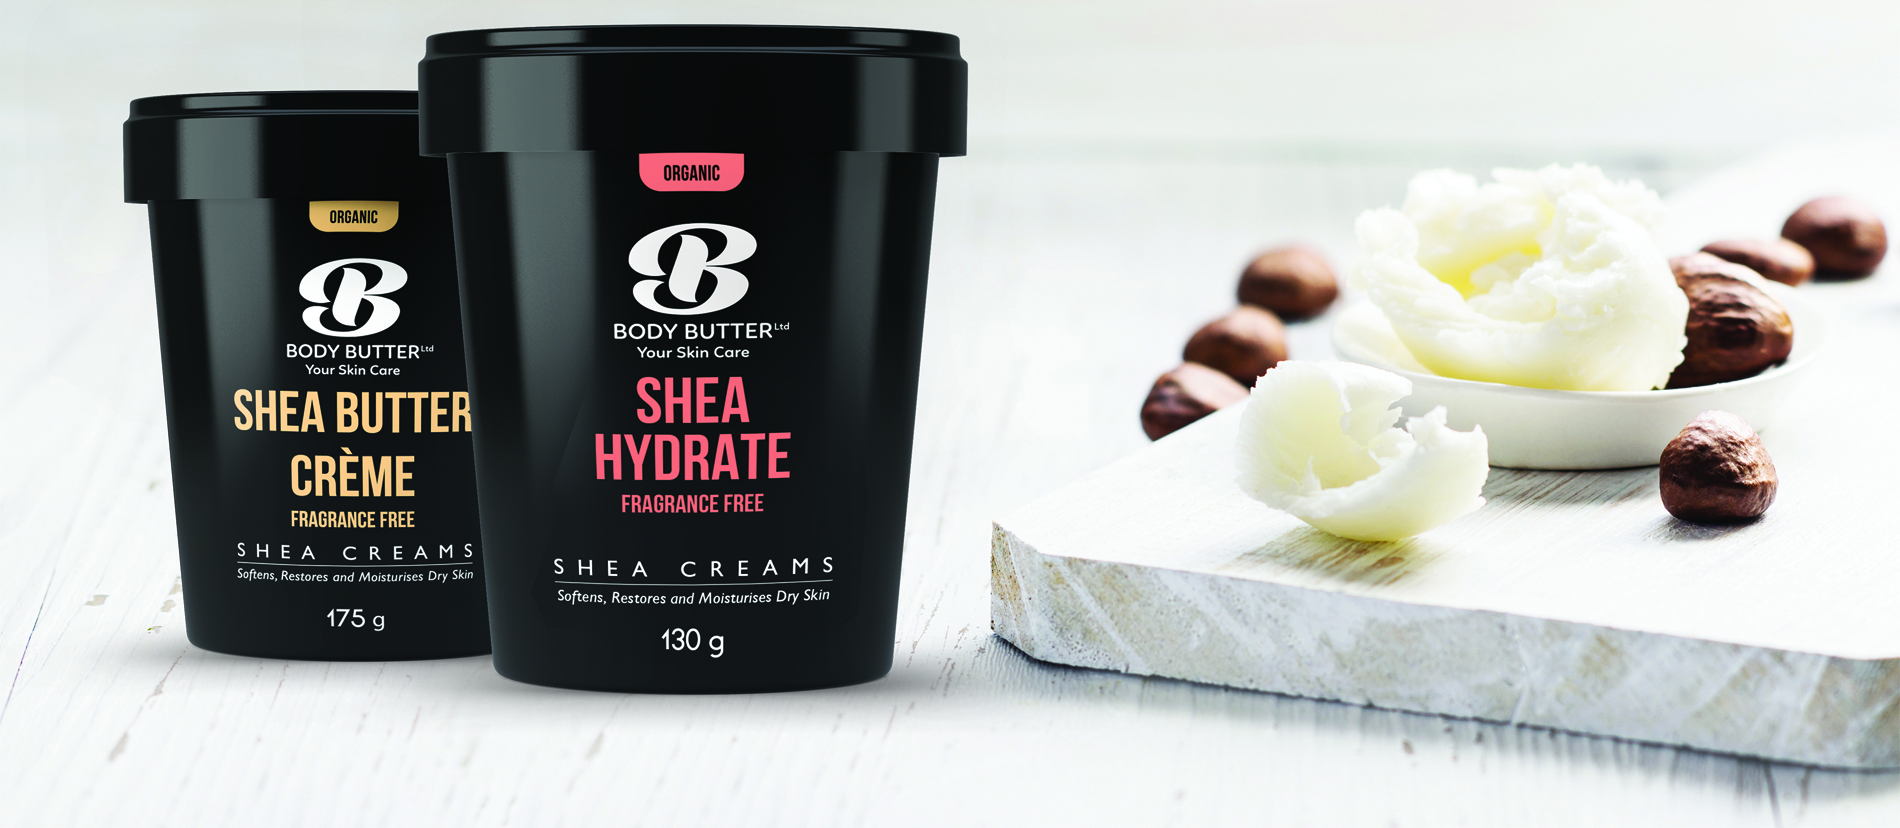 ORGANIC
BODY BUTTER Ltd
Your Skin Care
SHEA BUTTER
CRÈME
FRAGRANCE FREE
SHEA CREAMS
Softens, Restores and Moisturises Dry Skin
175 g
ORGANIC
BODY BUTTER Ltd
Your Skin Care
SHEA
HYDRATE
FRAGRANCE FREE
SHEA CREAMS
Softens, Restores and Moisturises Dry Skin
130 g